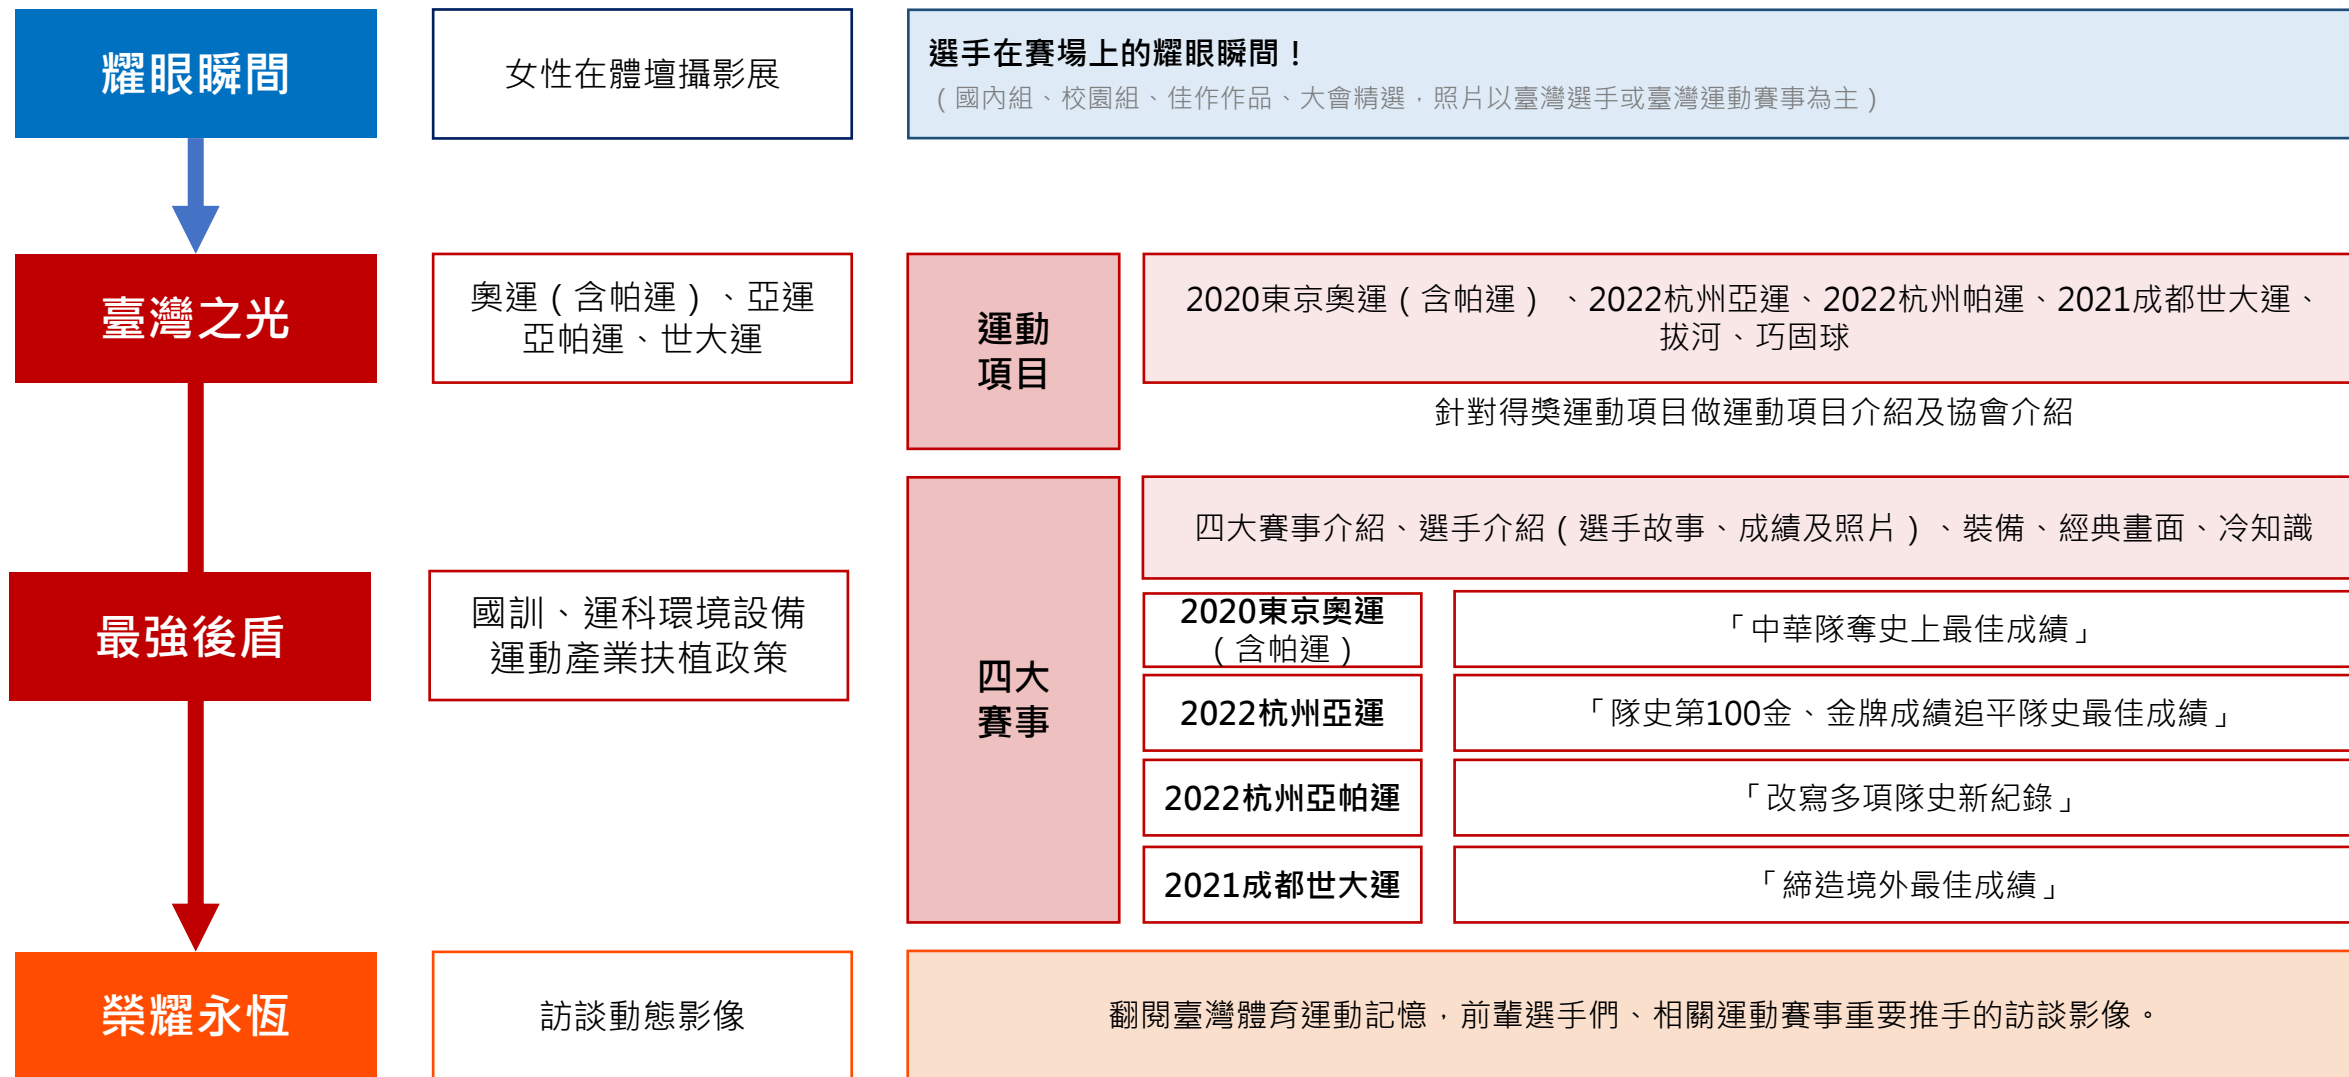 耀眼瞬間
女性在體壇攝影展
選手在賽場上的耀眼瞬間！
（國內組、校園組、佳作作品、大會精選，照片以臺灣選手或臺灣運動賽事為主）
臺灣之光
奧運（含帕運）、亞運
亞帕運、世大運
運動
項目
2020東京奧運（含帕運）、2022杭州亞運、2022杭州帕運、2021成都世大運、
拔河、巧固球
針對得獎運動項目做運動項目介紹及協會介紹
最強後盾
國訓、運科環境設備
運動產業扶植政策
四大
賽事
四大賽事介紹、選手介紹（選手故事、成績及照片）、裝備、經典畫面、冷知識
2020東京奧運
（含帕運）
「中華隊奪史上最佳成績」
2022杭州亞運
「隊史第100金、金牌成績追平隊史最佳成績」
2022杭州亞帕運
「改寫多項隊史新紀錄」
2021成都世大運
「締造境外最佳成績」
榮耀永恆
訪談動態影像
翻閱臺灣體育運動記憶，前輩選手們、相關運動賽事重要推手的訪談影像。